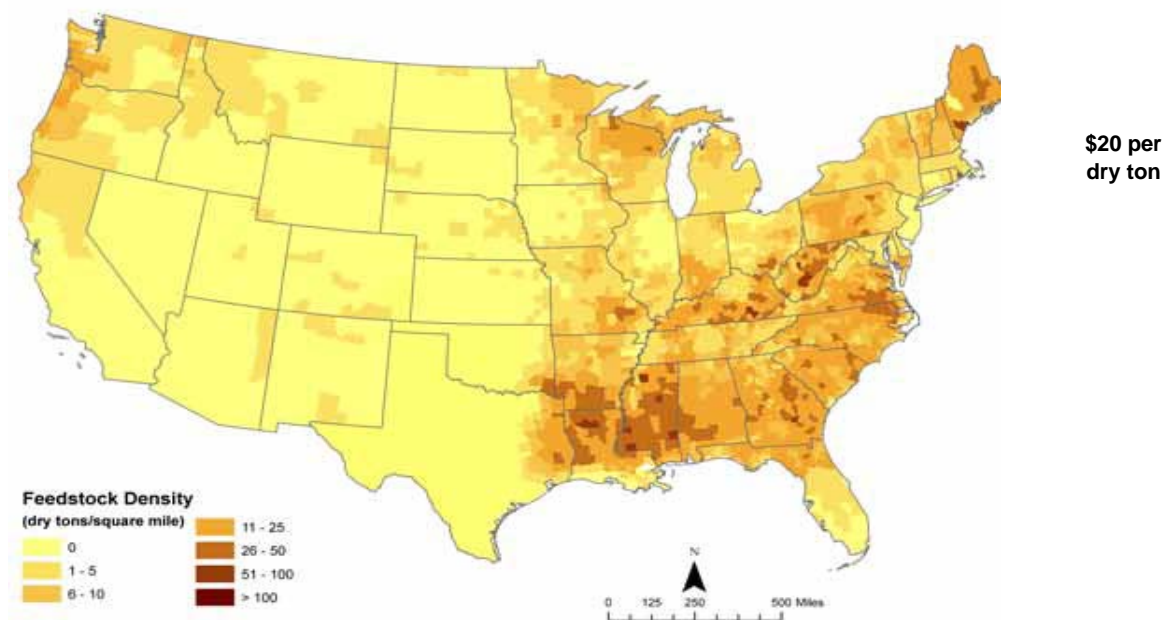 $20 per
dry ton
Feedstock Density
(dry tons/square mile)
0
1 - 5
6 - 10
11 - 25
26 - 50
51 - 100
> 100
N
0 125 250 500 Miles